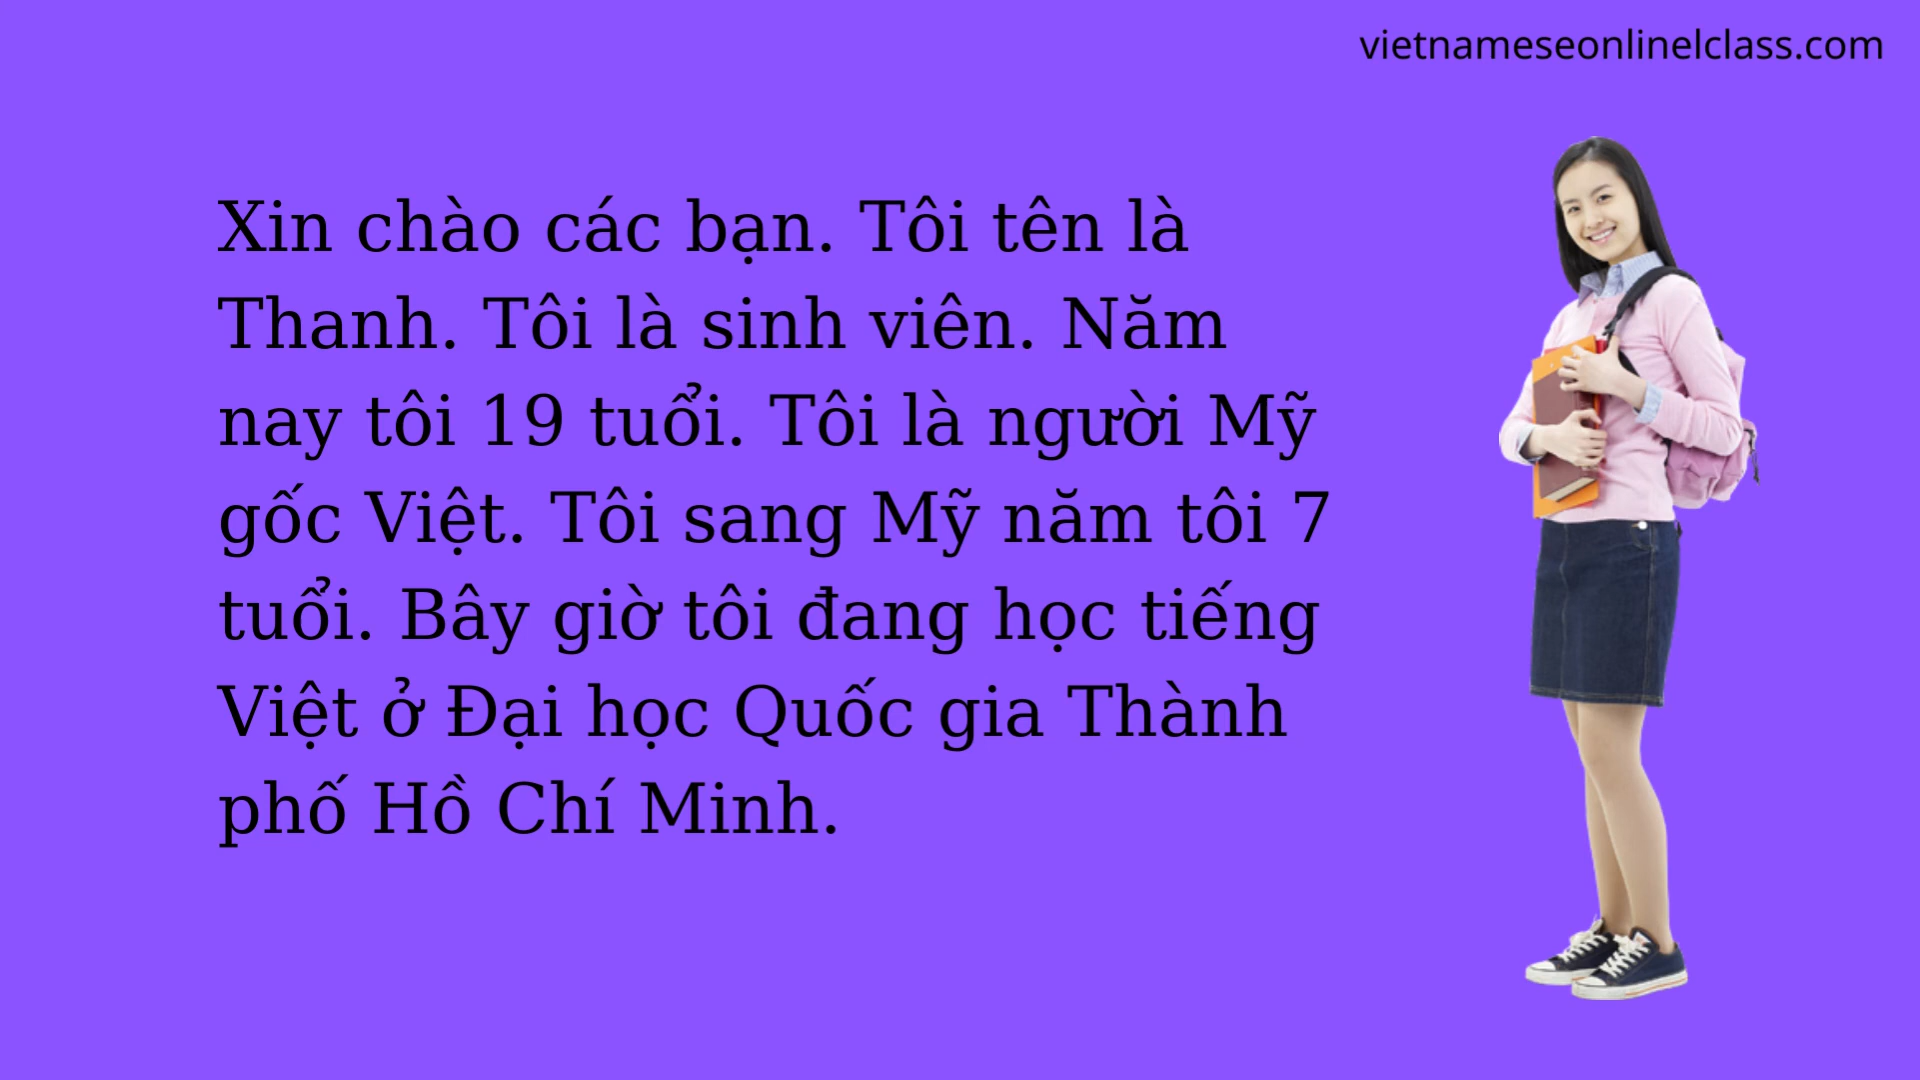 vietnameseonlinelclass.com
Xin chào các bạn. Tôi tên là
Thanh. Tôi là sinh viên. Năm
nay tôi 19 tuổi. Tôi là người Mỹ
gốc Việt. Tôi sang Mỹ năm tôi 7
tuổi. Bây giờ tôi đang học tiếng
Việt ở Đại học Quốc gia Thành
phố Hồ Chí Minh.